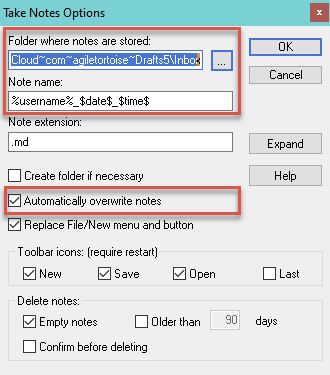 Take Notes Options
Folder where notes are stored:
Cloud~com~agiletortoise~Drafts5\Inbox
...
OK
Cancel
Note name:
%username%_$date$_$time$
Note extension:
.md
Expand
Create folder if necessary
Help
Automatically overwrite notes
Replace File/New menu and button
Toolbar icons: (require restart)
New Save Open Last
Delete notes:
Empty notes Older than 90 days
Confirm before deleting